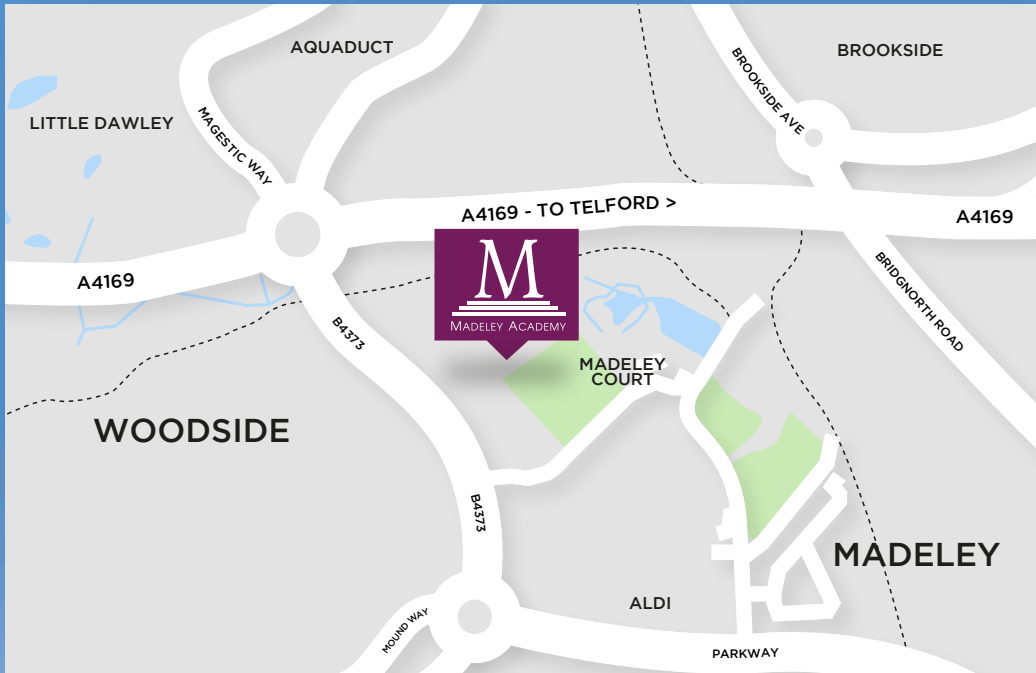 AQUADUCT
BROOKSIDE
BROOKSIDE AVE
LITTLE DAWLEY
MAGESTIC WAY
A4169 - TO TELFORD >
A4169
A4169
M
MADELEY ACADEMY
BRIDGNORTH ROAD
B4373
MADELEY
COURT
WOODSIDE
B4373
MADELEY
ALDI
MOUND WAY
PARKWAY